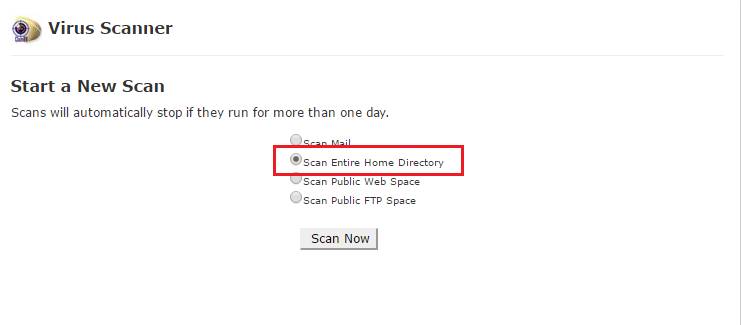 Virus Scanner
Start a New Scan
Scans will automatically stop if they run for more than one day.
Scan Mail
Scan Entire Home Directory
Scan Public Web Space
Scan Public FTP Space
Scan Now